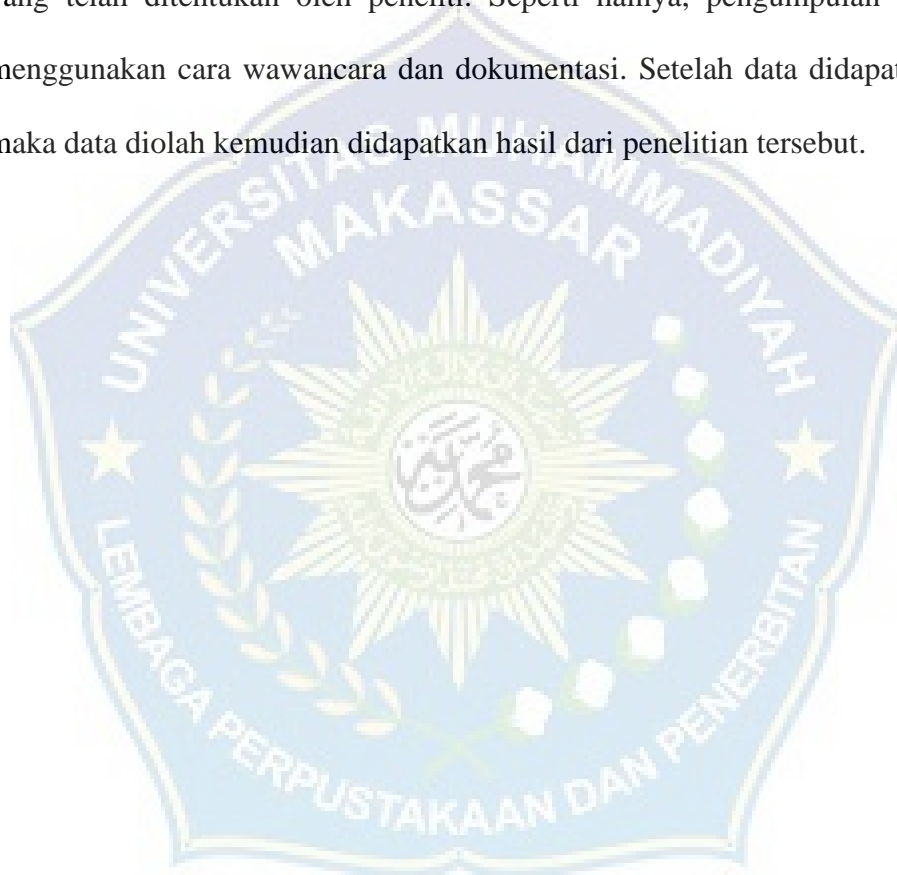 yang telah ditentukan oleh peneliti. Seperti halnya, pengumpulan
menggunakan cara wawancara dan dokumentasi. Setelah data didapat
maka data diolah kemudian didapatkan hasil dari penelitian tersebut.
UNIVERSITAS MUHAMMADIYAH
MAKASSAR
LEMBAGA PERPUSTAKAAN DAN PENERBITAN